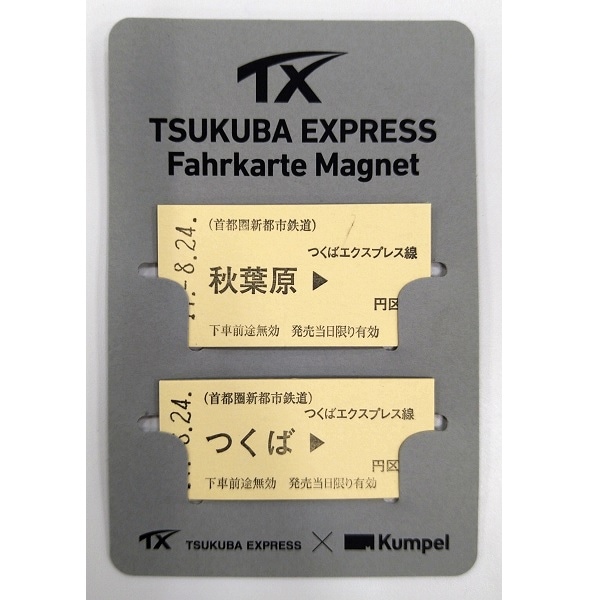 TX
TSUKUBA EXPRESS
Fahrkarte Magnet
(首都圏新都市鉄道)
つくばエクスプレス線
-8.24.
秋葉原 ▶
円区
下車前途無効 発売当日限り有効
(首都圏新都市鉄道)
つくばエクスプレス線
8.24.
つくば ▶
円区
下車前途無効 発売当日限り有効
TX TSUKUBA EXPRESS × Kumpel